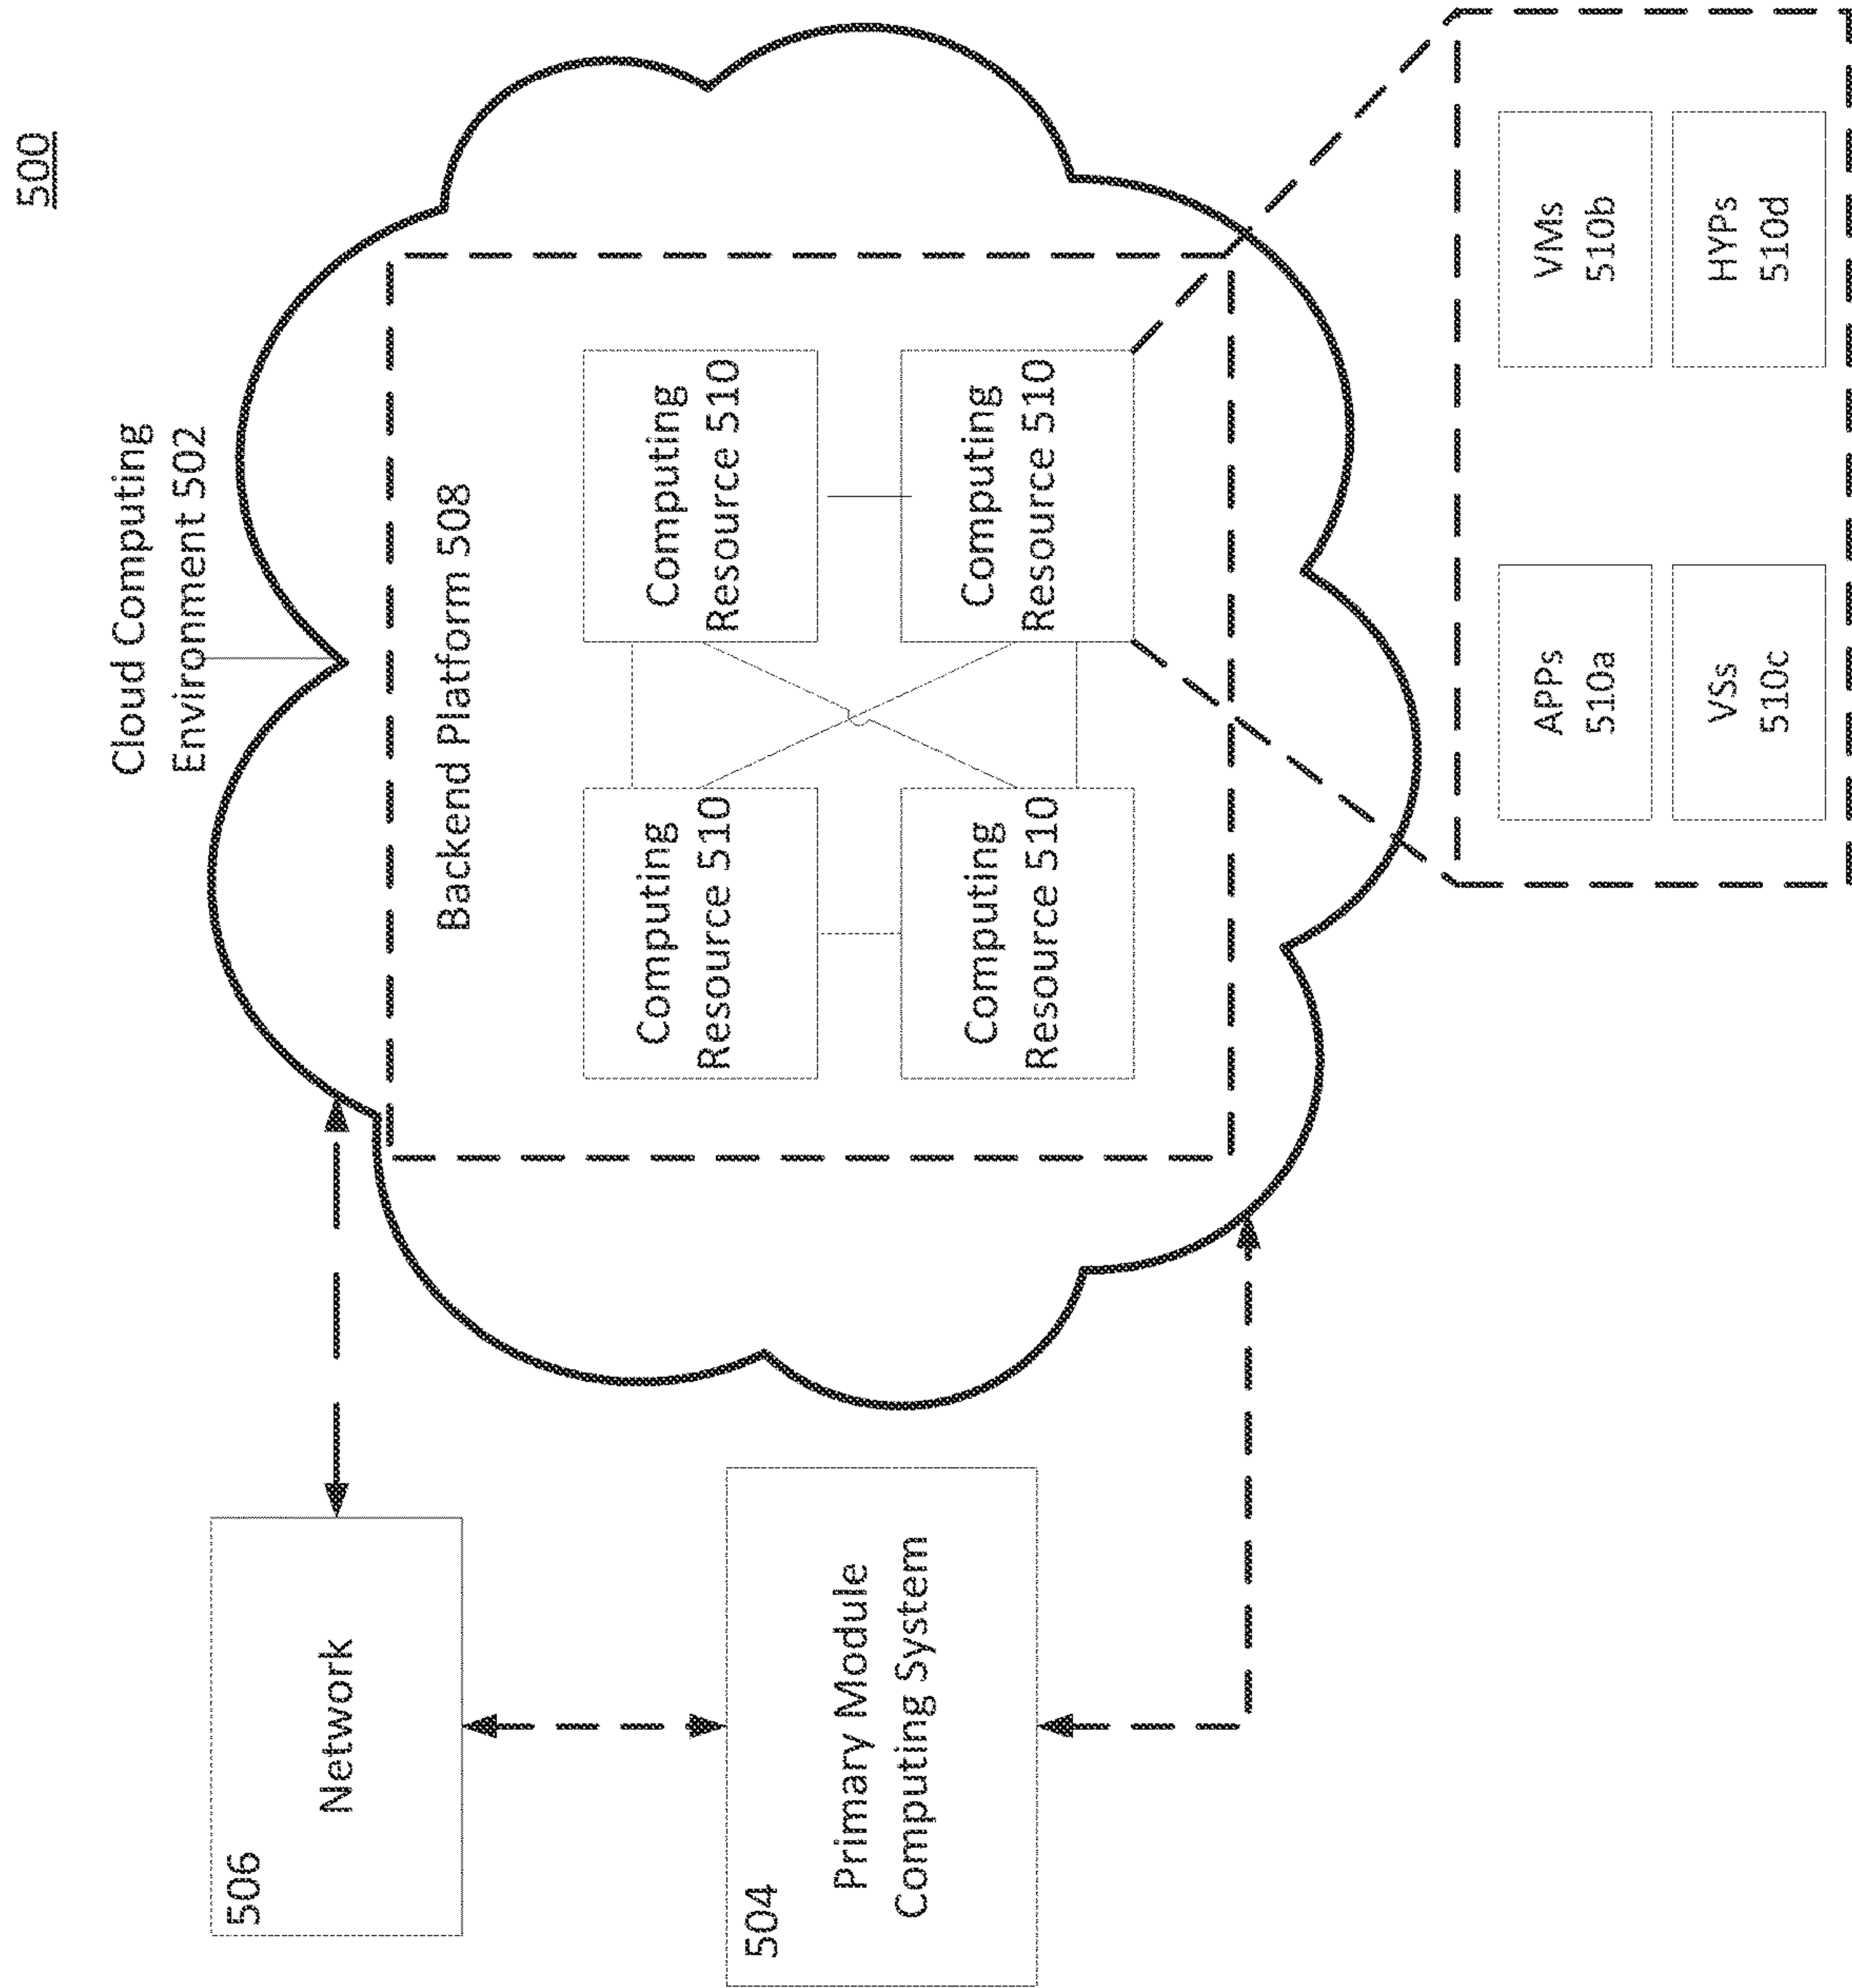 500
Cloud Computing
Environment 502
506
Network
Backend Platform 508
Computing
Resource 510
Computing
Resource 510
504
Primary Module
Computing System
Computing
Resource 510
Computing
Resource 510
APPs
510a
VMs
510b
VSs
510c
HYPs
510d